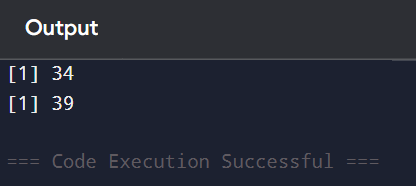 Output
[1] 34
[1] 39
=== Code Execution Successful ===